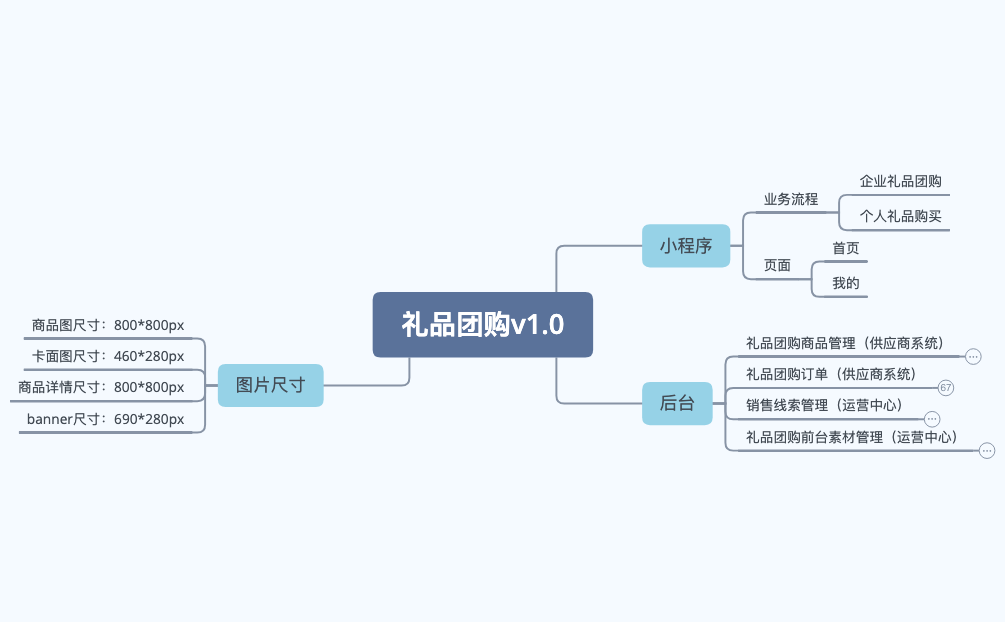 礼品团购v1.0
小程序
业务流程
企业礼品团购
个人礼品购买
页面
首页
我的
后台
礼品团购商品管理（供应商系统）
礼品团购订单（供应商系统）
67
销售线索管理（运营中心）
礼品团购前台素材管理（运营中心）
图片尺寸
商品图尺寸：800*800px
卡面图尺寸：460*280px
商品详情尺寸：800*800px
banner尺寸：690*280px